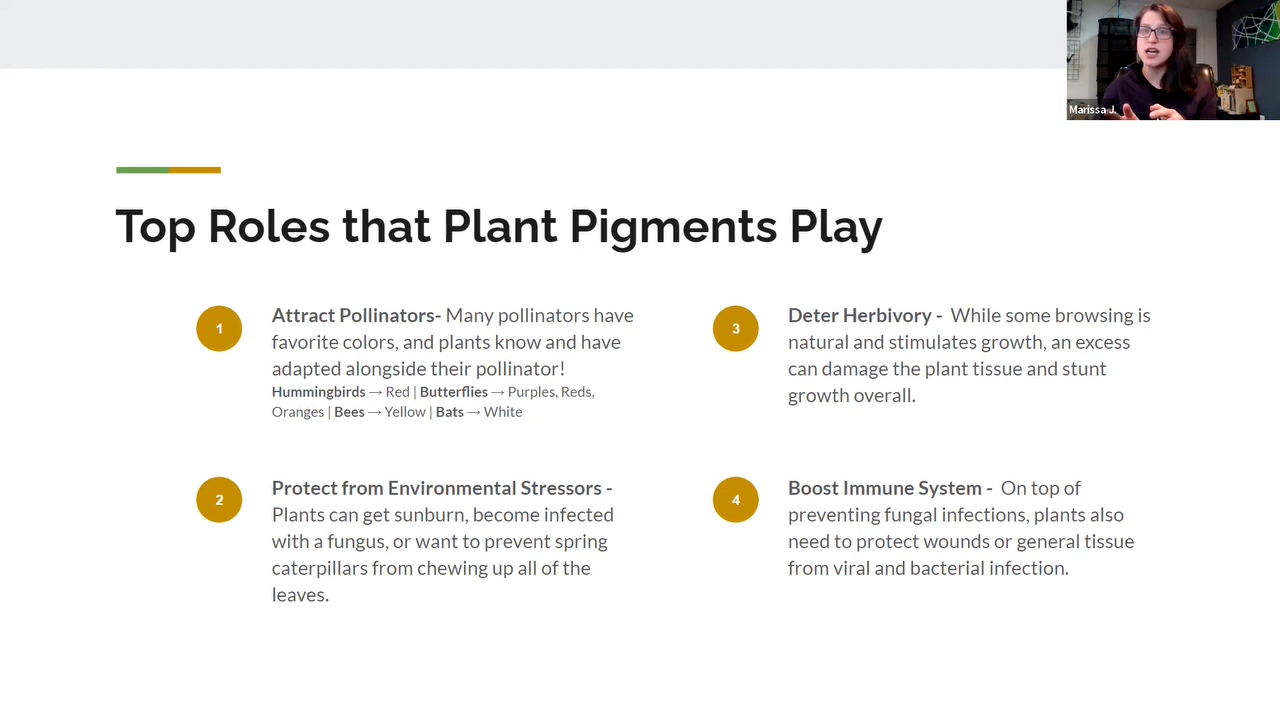 Marissa J.
Top Roles that Plant Pigments Play
1
Attract Pollinators- Many pollinators have
favorite colors, and plants know and have
adapted alongside their pollinator!
Hummingbirds → Red | Butterflies → Purples, Reds,
Oranges | Bees → Yellow | Bats → White
2
Protect from Environmental Stressors -
Plants can get sunburn, become infected
with a fungus, or want to prevent spring
caterpillars from chewing up all of the
leaves.
3
Deter Herbivory - While some browsing is
natural and stimulates growth, an excess
can damage the plant tissue and stunt
growth overall.
4
Boost Immune System - On top of
preventing fungal infections, plants also
need to protect wounds or general tissue
from viral and bacterial infection.